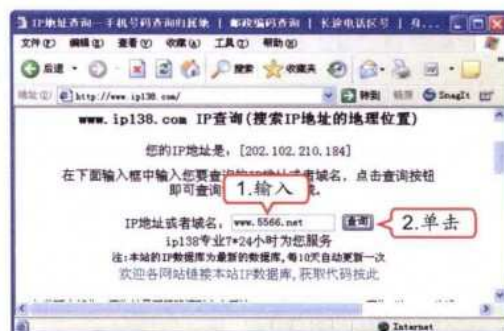 IP地址查询--手机号码查询归属地 | 邮政编码查询 | 长途电话区号 | 身...
文件(F) 编辑(E) 查看(V) 收藏(A) 工具(T) 帮助(H)
后退 搜索 收藏夹
地址(D) http://www.ip138.com/ 转到 链接 SnagIt
www.ip138.com IP查询(搜索IP地址的地理位置)
您的IP地址是：[202.102.210.184]
在下面输入框中输入您要查询的IP地址或者域名，点击查询按钮
即可查询
1.输入
IP地址或者域名： www.5566.net 查询 2.单击
ip138专业7*24小时为您服务
注:本站的IP数据库为最新的数据库,每10天自动更新一次
欢迎各网站链接本站IP数据库,获取代码按此
Internet